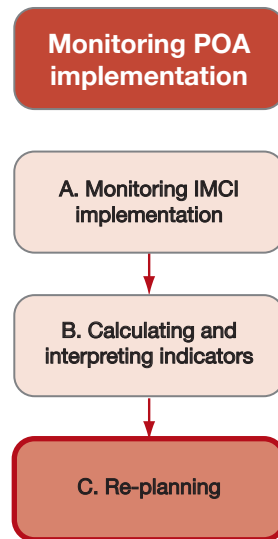 Monitoring POA
implementation
A. Monitoring IMCI
implementation
B. Calculating and
interpreting indicators
C. Re-planning